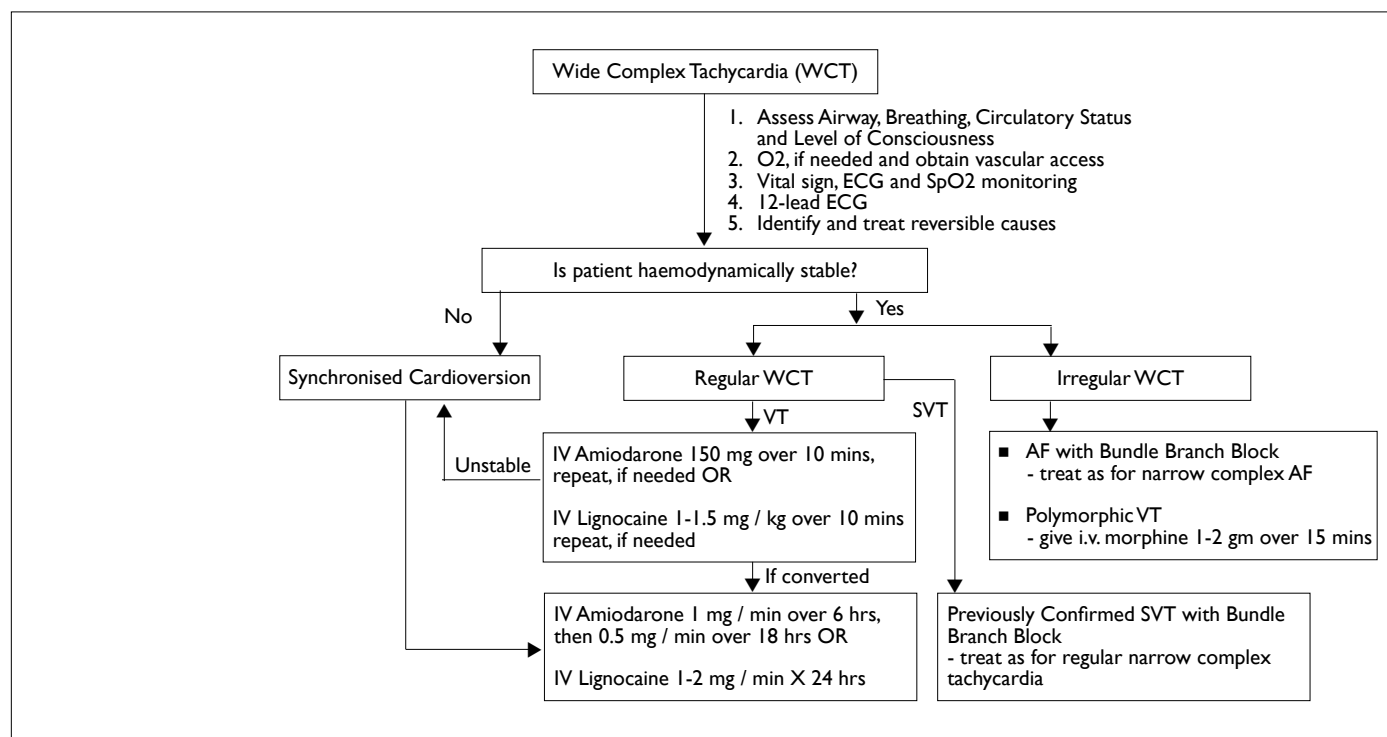 Wide Complex Tachycardia (WCT)
1. Assess Airway, Breathing, Circulatory Status
and Level of Consciousness
2. O2, if needed and obtain vascular access
3. Vital sign, ECG and SpO2 monitoring
4. 12-lead ECG
5. Identify and treat reversible causes
Is patient haemodynamically stable?
No
Yes
Synchronised Cardioversion
Regular WCT
Irregular WCT
VT
SVT
Unstable
IV Amiodarone 150 mg over 10 mins,
repeat, if needed OR
IV Lignocaine 1-1.5 mg / kg over 10 mins
repeat, if needed
■ AF with Bundle Branch Block
- treat as for narrow complex AF
■ Polymorphic VT
- give i.v. morphine 1-2 gm over 15 mins
If converted
IV Amiodarone 1 mg / min over 6 hrs,
then 0.5 mg / min over 18 hrs OR
IV Lignocaine 1-2 mg / min X 24 hrs
Previously Confirmed SVT with Bundle
Branch Block
- treat as for regular narrow complex
tachycardia